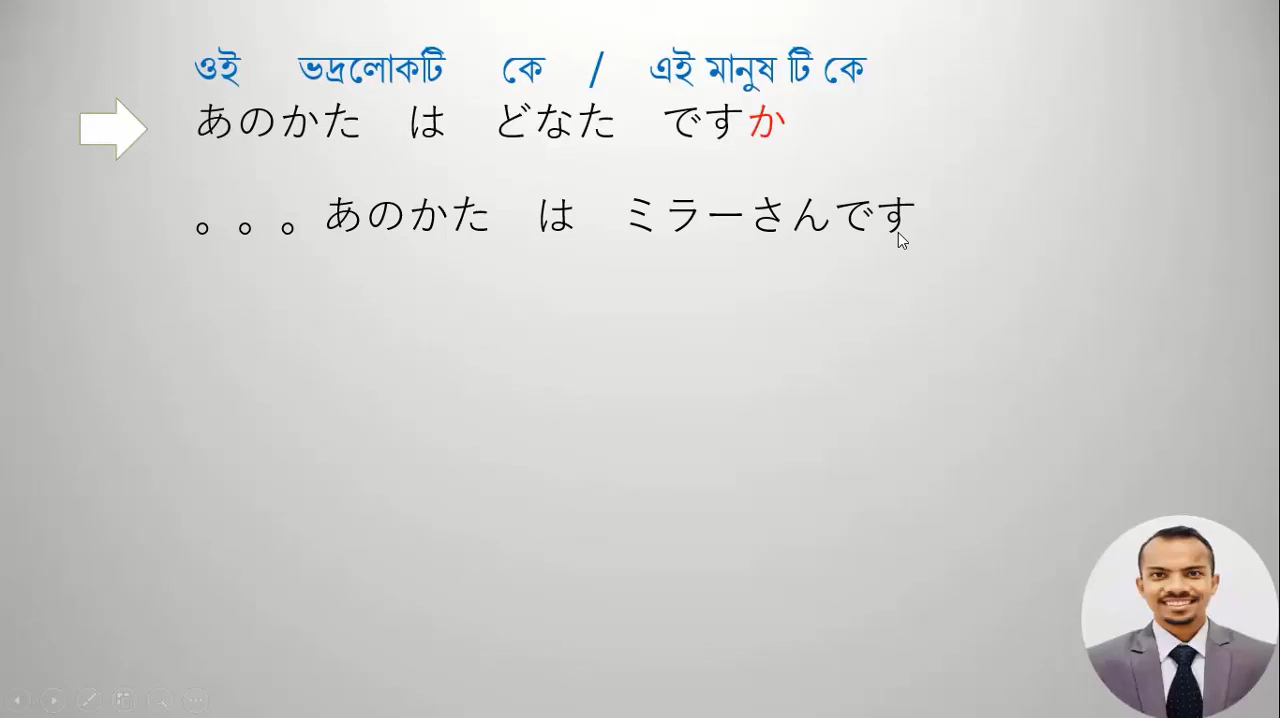 ওই ভদ্রলোকটি কে / এই মানুষ টি কে
あのかた は どなた ですか
。。。あのかた は ミラーさんです